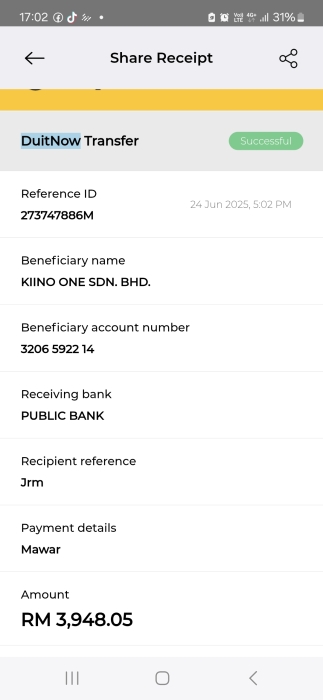 17:02 31%
Share Receipt
DuitNow Transfer
Successful
Reference ID
24 Jun 2025, 5:02 PM
273747886M
Beneficiary name
KIINO ONE SDN. BHD.
Beneficiary account number
3206 5922 14
Receiving bank
PUBLIC BANK
Recipient reference
Jrm
Payment details
Mawar
Amount
RM 3,948.05